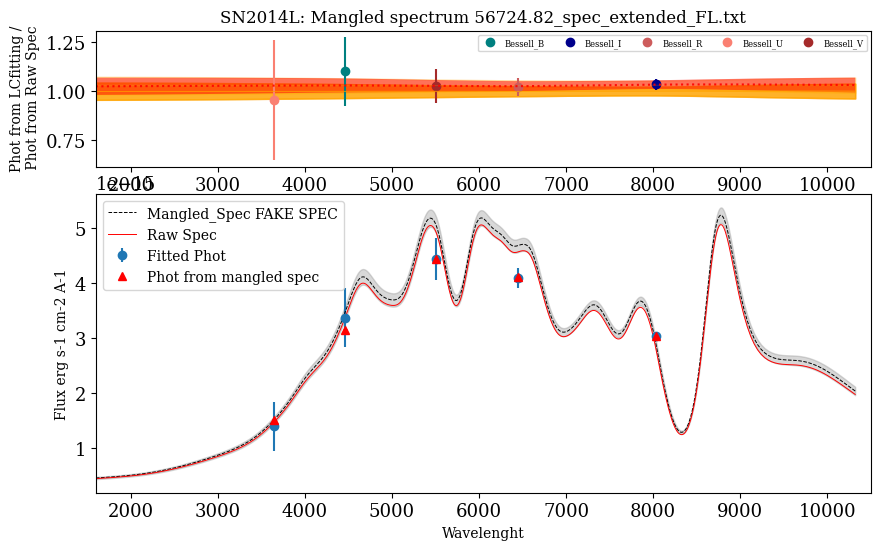 SN2014L: Mangled spectrum 56724.82_spec_extended_FL.txt
Phot from LCfitting /
Phot from Raw Spec
1.25
1.00
0.75
Bessell_B
Bessell_I
Bessell_R
Bessell_U
Bessell_V
2000
3000
4000
5000
6000
7000
8000
9000
10000
1e−15
Flux erg s-1 cm-2 A-1
5
4
3
2
1
Mangled_Spec FAKE SPEC
Raw Spec
Fitted Phot
Phot from mangled spec
2000
3000
4000
5000
6000
7000
8000
9000
10000
Wavelenght